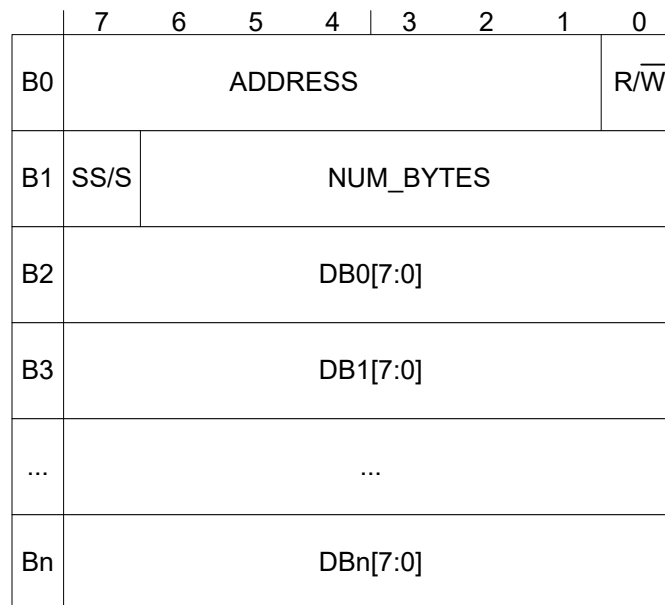 7 6 5 4 3 2 1 0
B0 ADDRESS R/W̅
B1 SS/S NUM_BYTES
B2 DB0[7:0]
B3 DB1[7:0]
... ...
Bn DBn[7:0]